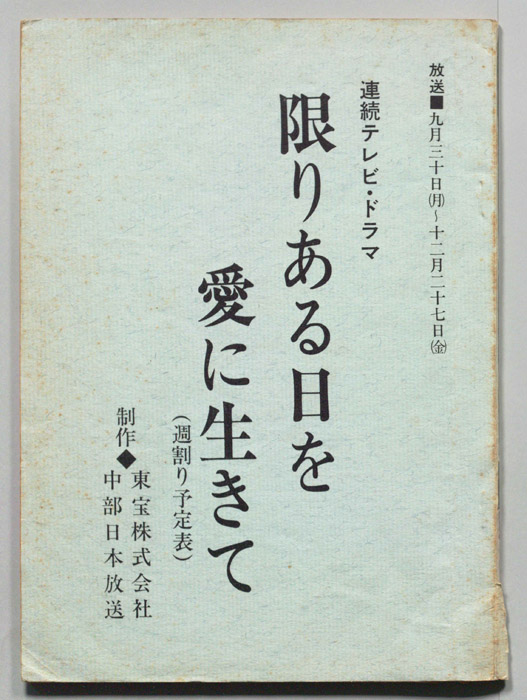 放送■九月三十日㈪～十二月二十七日㈮
連続テレビ・ドラマ
限りある日を
愛に生きて
(週割り予定表)
制作◆東宝株式会社
中部日本放送